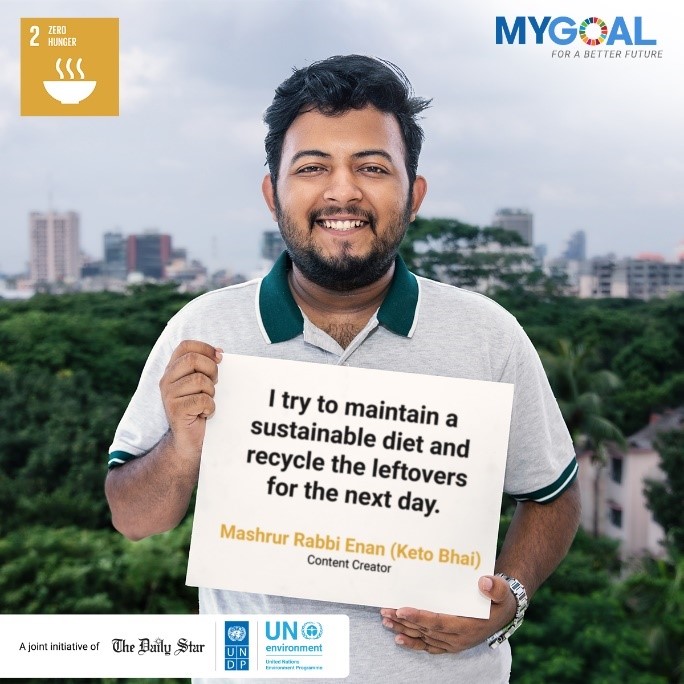 2 ZERO
HUNGER
MYGOAL
FOR A BETTER FUTURE
I try to maintain a
sustainable diet and
recycle the leftovers
for the next day.
Mashrur Rabbi Enan (Keto Bhai)
Content Creator
A joint initiative of
The Daily Star
UN
DP
UN
environment
United Nations
Environment Programme